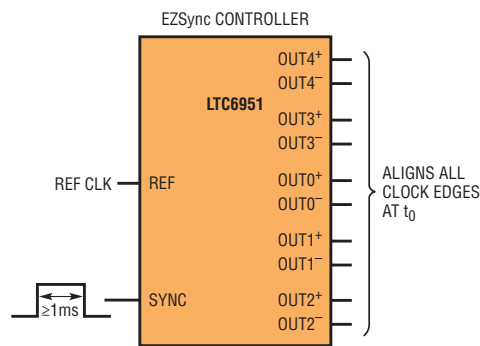 EZSync CONTROLLER
LTC6951
REF CLK
REF
SYNC
≥1ms
OUT4+
OUT4–
OUT3+
OUT3–
OUT0+
OUT0–
OUT1+
OUT1–
OUT2+
OUT2–
ALIGNS ALL
CLOCK EDGES
AT t0